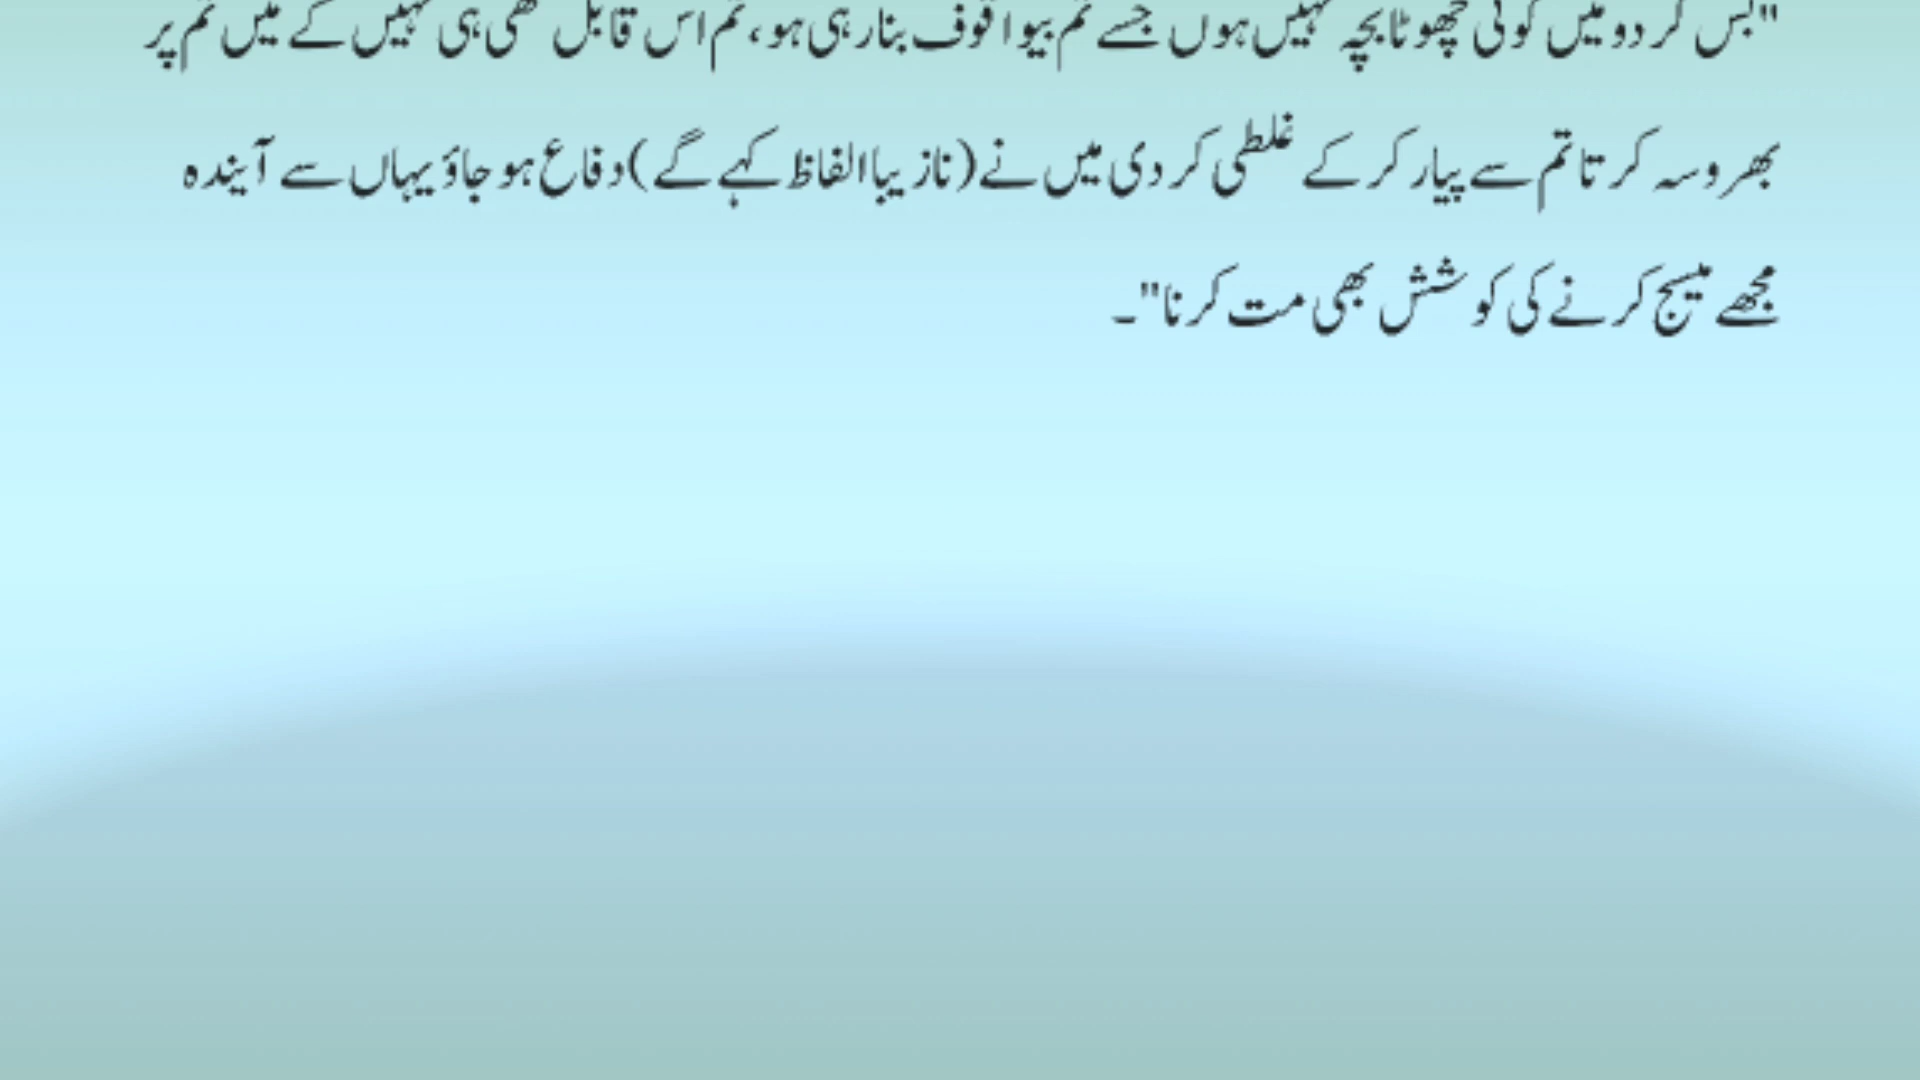 "بس کر دو میں کوئی چھوٹا بچہ نہیں ہوں جسے تم بیوا قوف بنا رہی ہو، تم اس قابل تھی ہی نہیں کے میں تم پر
بھروسہ کرتا تم سے پیار کر کے غلطی کر دی میں نے (نازیبا الفاظ کہے گے) دفاع ہو جاؤ یہاں سے آیندہ
مجھے میسج کرنے کی کوشش بھی مت کرنا"۔